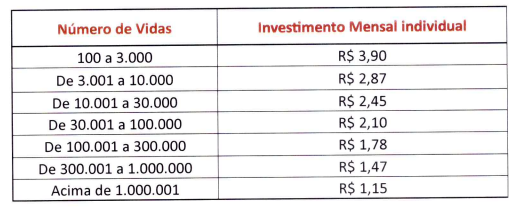 Número de Vidas Investimento Mensal individual
100 a 3.000 R$ 3,90
De 3.001 a 10.000 R$ 2,87
De 10.001 a 30.000 R$ 2,45
De 30.001 a 100.000 R$ 2,10
De 100.001 a 300.000 R$ 1,78
De 300.001 a 1.000.000 R$ 1,47
Acima de 1.000.001 R$ 1,15